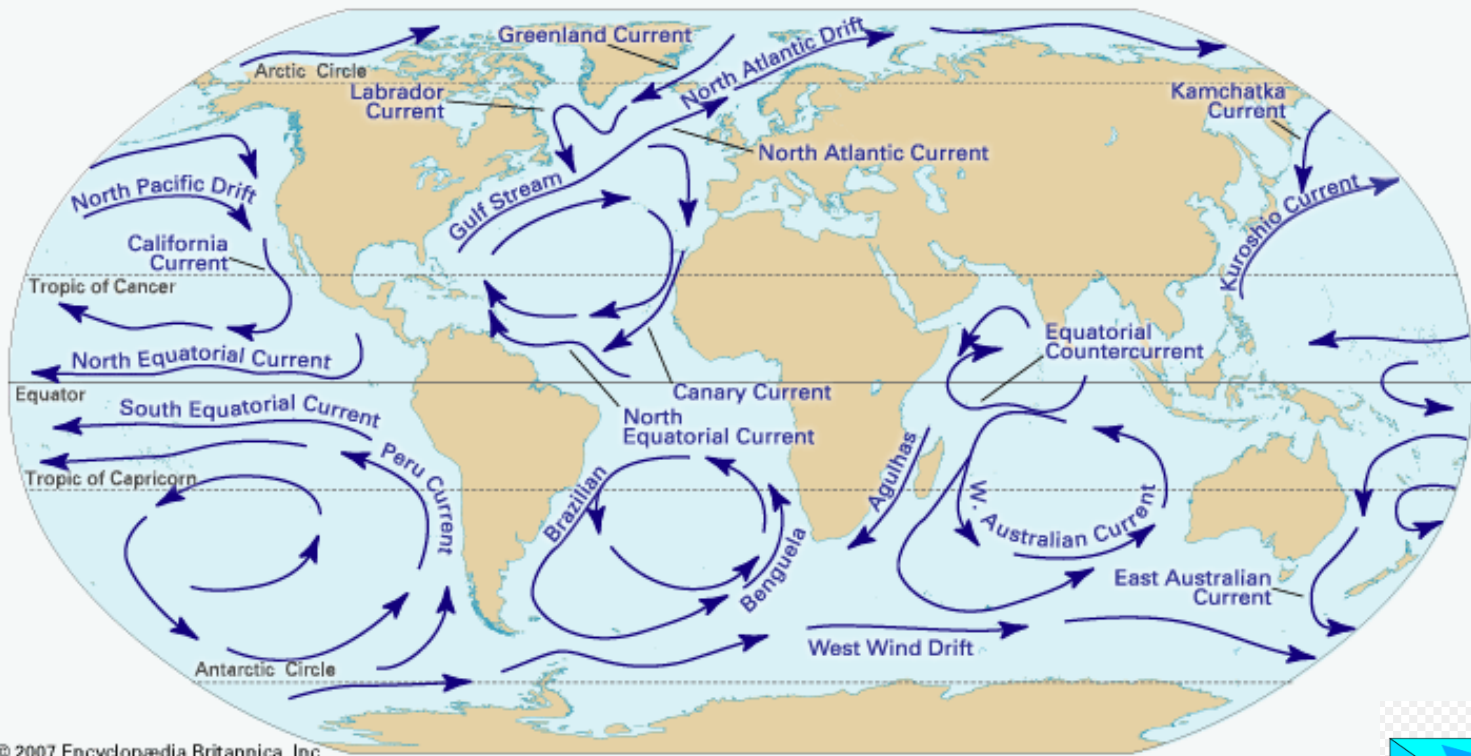 Greenland Current
North Atlantic Drift
Arctic Circle
Labrador
Current
Kamchatka
Current
North Atlantic Current
North Pacific Drift
Gulf Stream
Kuroshio Current
California
Current
Tropic of Cancer
Equatorial
Countercurrent
North Equatorial Current
Equator
Canary Current
South Equatorial Current
North
Equatorial Current
Peru Current
Tropic of Capricorn
Brazilian
Agulhas
W. Australian Current
Benguela
East Australian
Current
West Wind Drift
Antarctic Circle
© 2007 Encyclopædia Britannica, Inc.